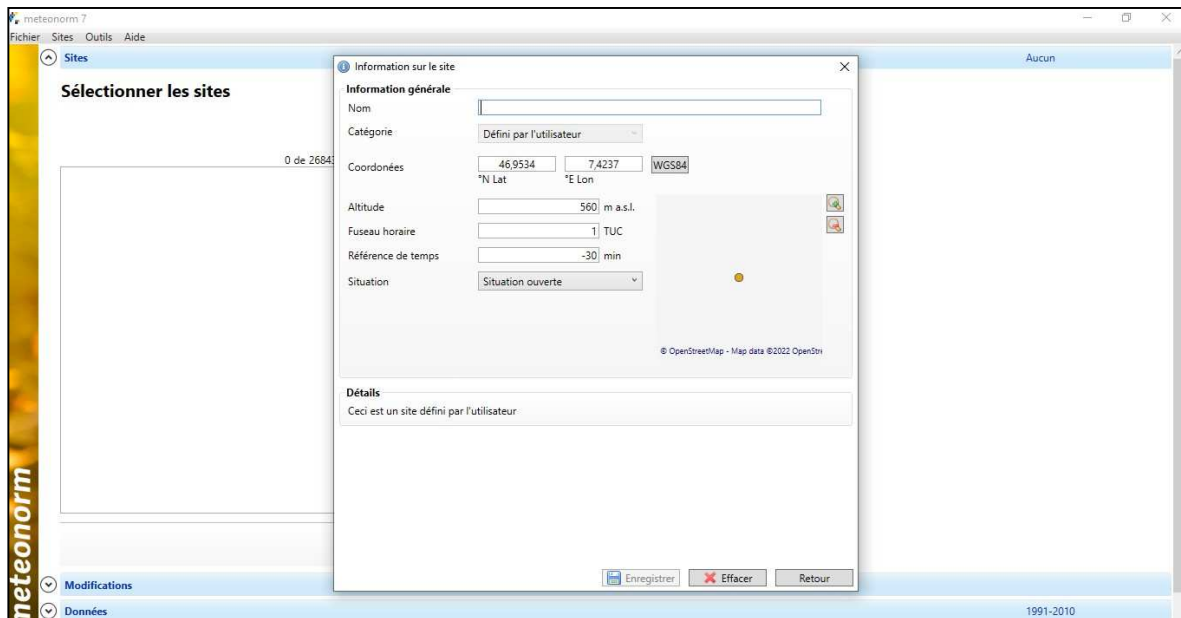 meteonorm 7
Fichier Sites Outils Aide
Sites
Aucun
Sélectionner les sites
0 de 2684
Information sur le site
Information générale
Nom
Catégorie Défini par l'utilisateur
Coordonées 46,9534 7,4237 WGS84
°N Lat °E Lon
Altitude 560 m a.s.l.
Fuseau horaire 1 TUC
Référence de temps -30 min
Situation Situation ouverte
© OpenStreetMap - Map data ©2022 OpenStr
Détails
Ceci est un site défini par l'utilisateur
Enregistrer Effacer Retour
Modifications
Données 1991-2010
meteonorm